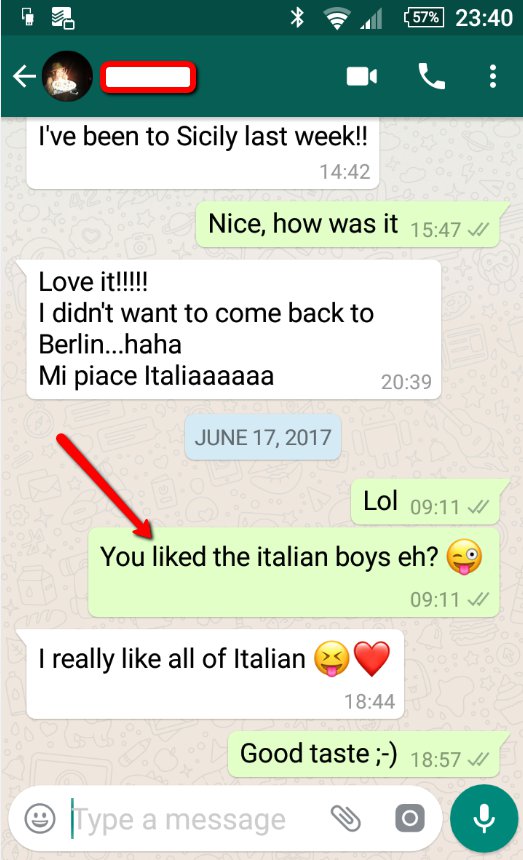 57% 23:40
I've been to Sicily last week!!
14:42
Nice, how was it 15:47
Love it!!!!!
I didn't want to come back to
Berlin...haha
Mi piace Italiaaaaaa
20:39
JUNE 17, 2017
Lol 09:11
You liked the italian boys eh? 😜
09:11
I really like all of Italian 😝❤️
18:44
Good taste ;-) 18:57
Type a message